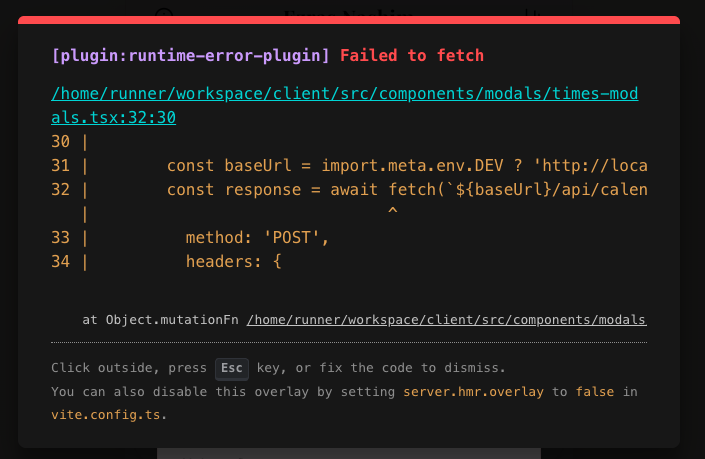 [plugin:runtime-error-plugin] Failed to fetch
/home/runner/workspace/client/src/components/modals/times-mod
als.tsx:32:30
30 |
31 |        const baseUrl = import.meta.env.DEV ? 'http://loca
32 |        const response = await fetch(`${baseUrl}/api/calen
   |                               ^
33 |          method: 'POST',
34 |          headers: {
at Object.mutationFn /home/runner/workspace/client/src/components/modals
Click outside, press Esc key, or fix the code to dismiss.
You can also disable this overlay by setting server.hmr.overlay to false in
vite.config.ts.